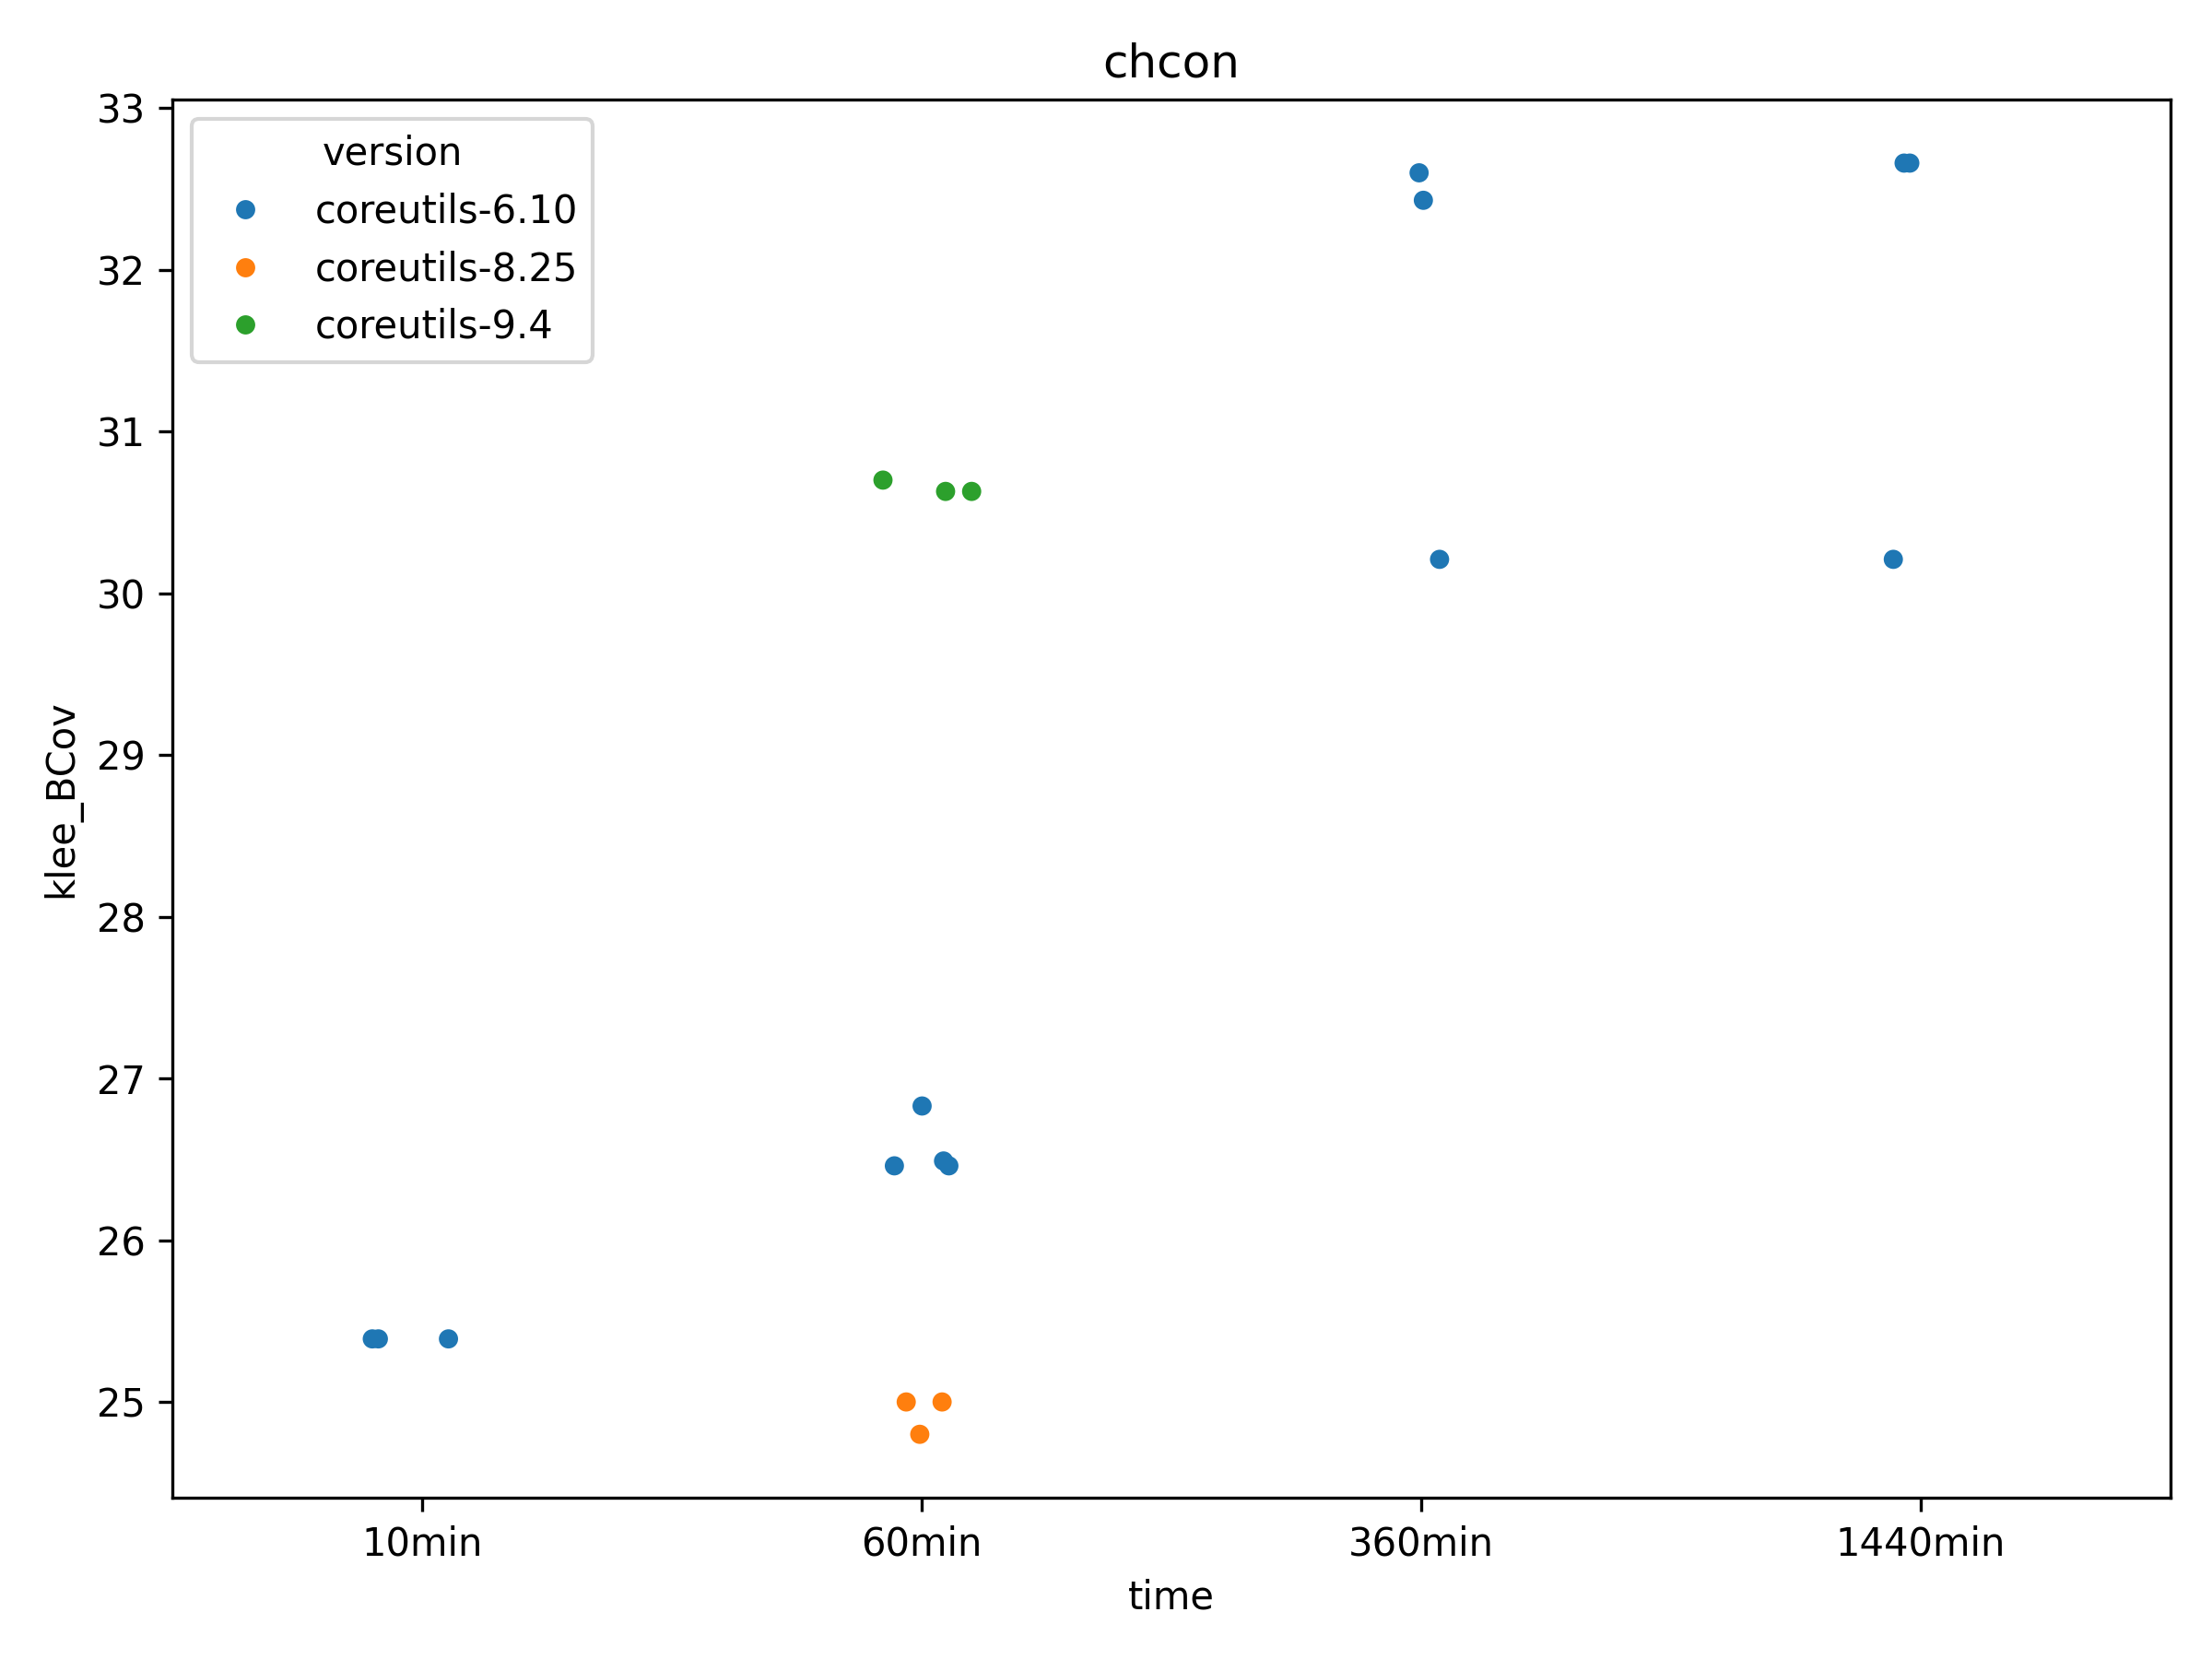 chcon
version
coreutils-6.10
coreutils-8.25
coreutils-9.4
33
32
31
30
29
28
27
26
25
klee_BCov
10min 60min 360min 1440min
time